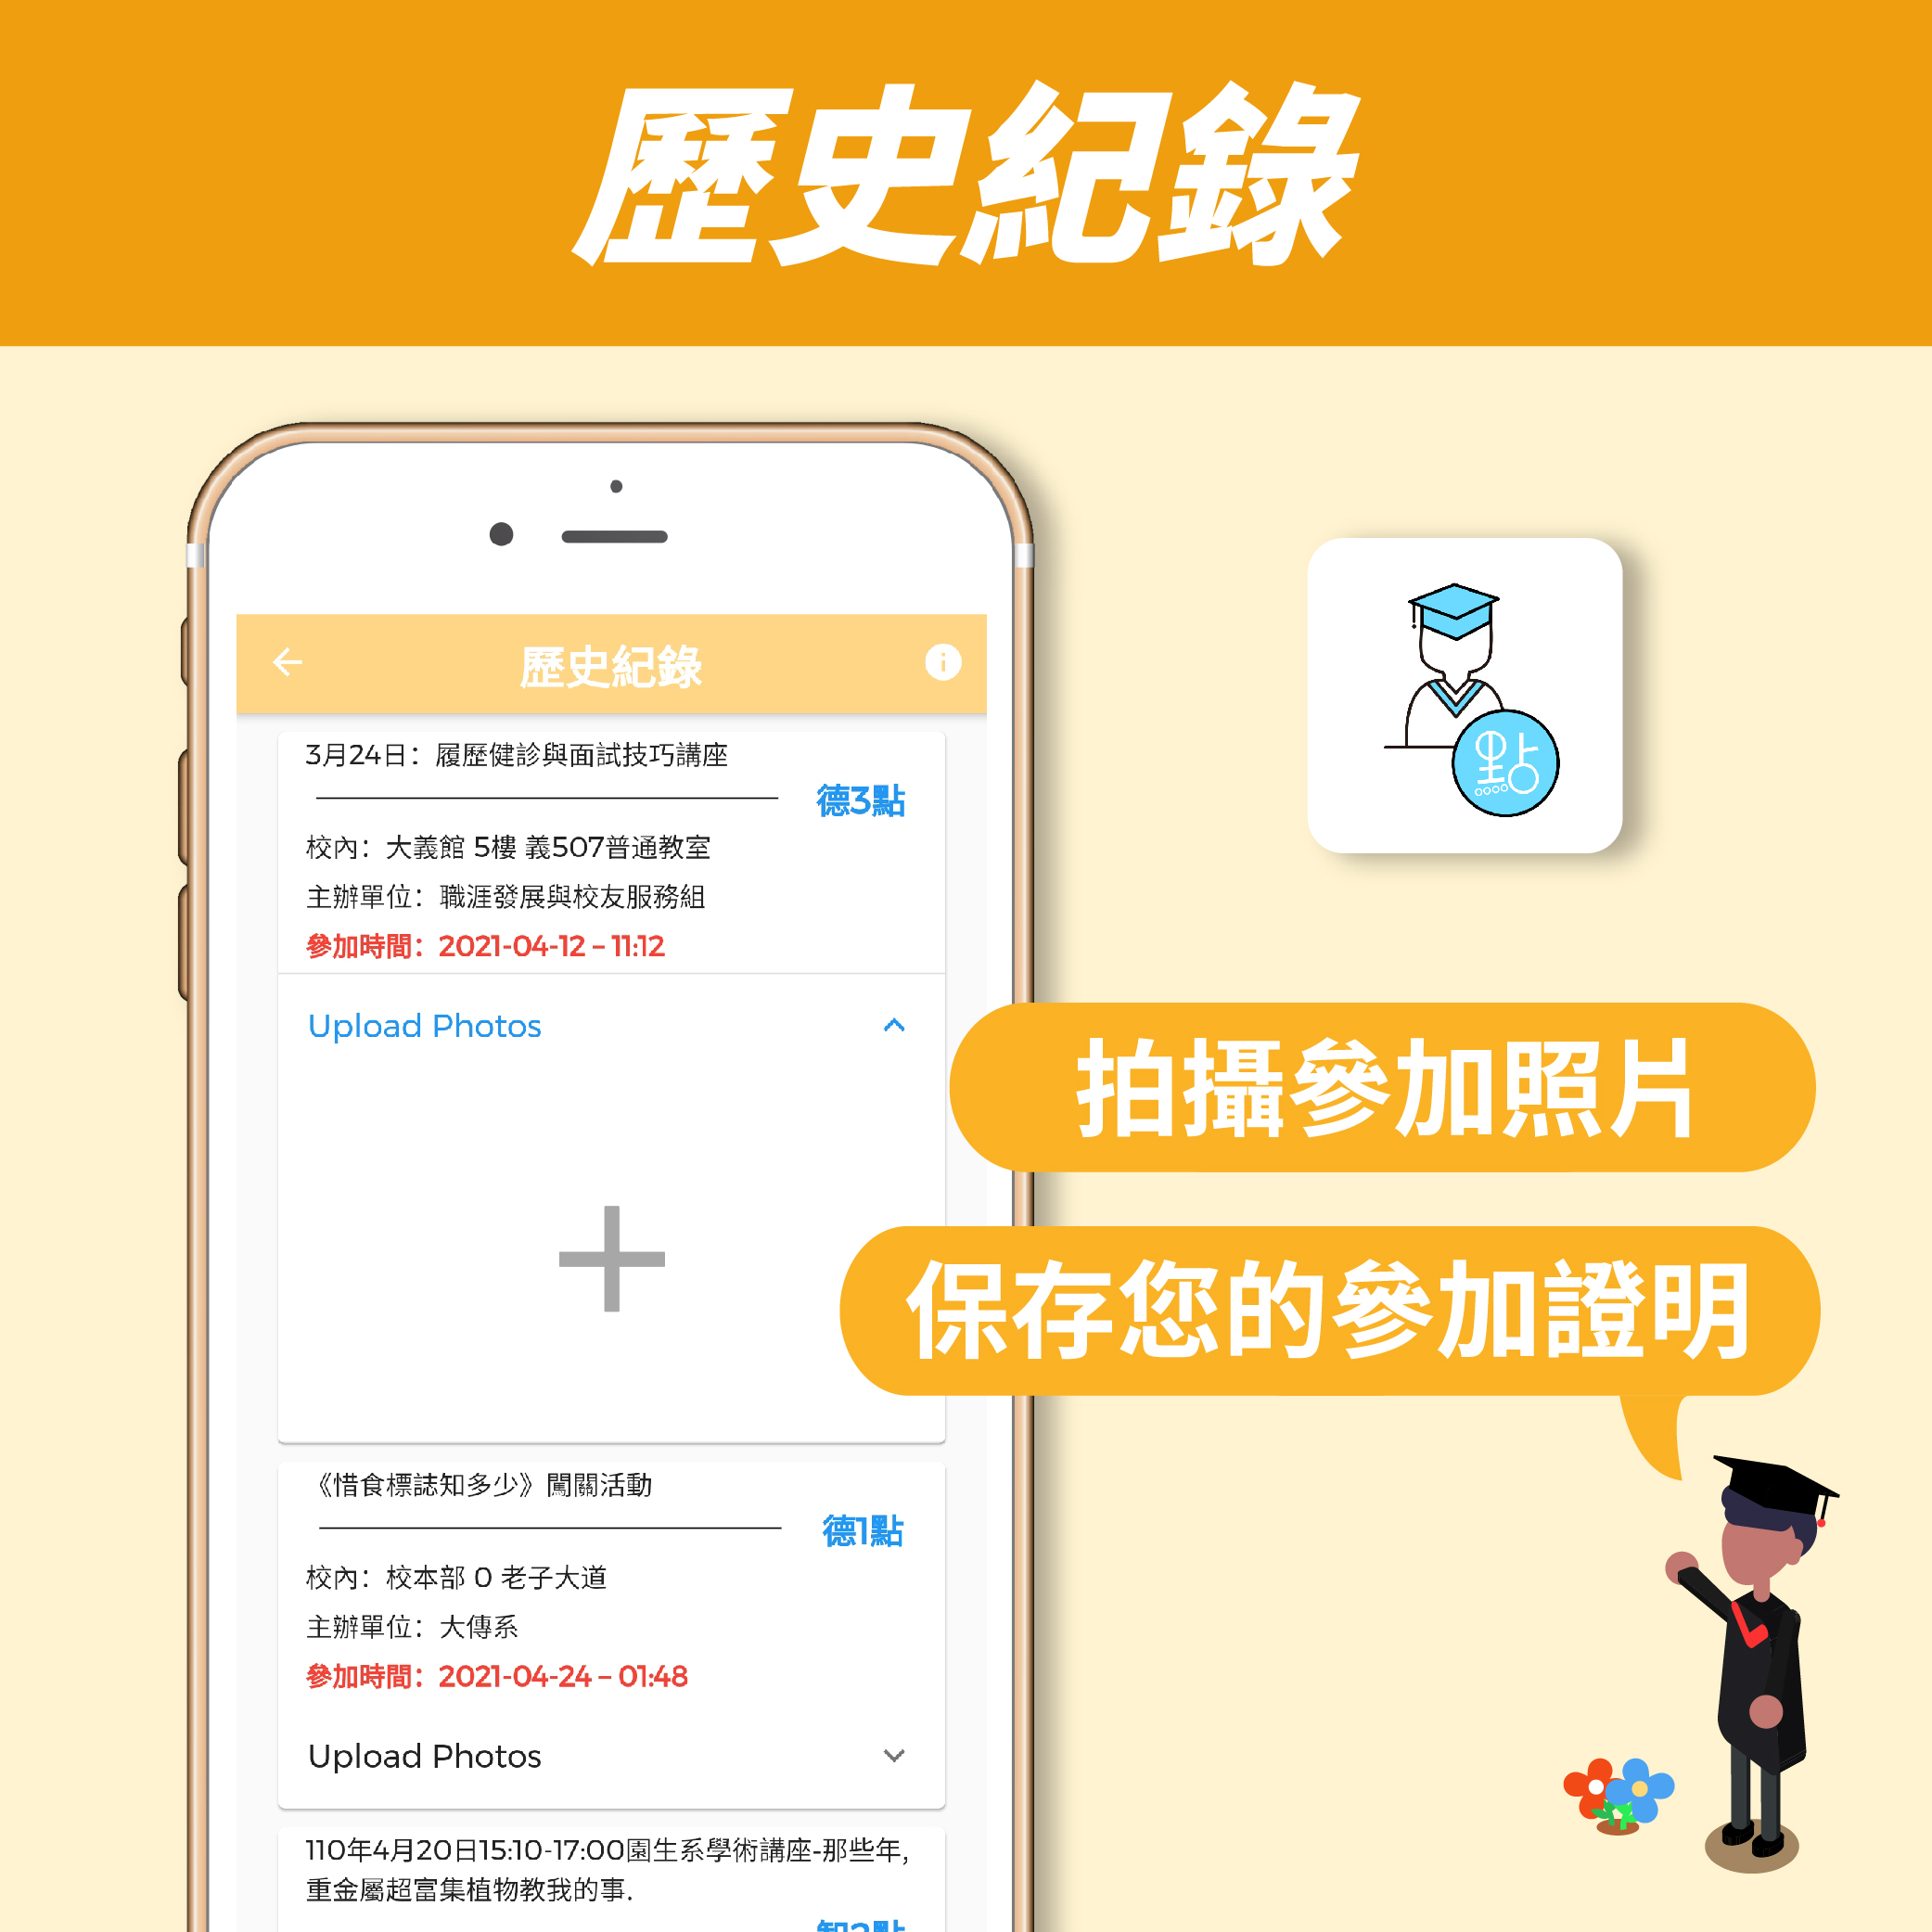 歷史紀錄
歷史紀錄
3月24日：履歷健診與面試技巧講座
德3點
校內：大義館 5樓 義507普通教室
主辦單位：職涯發展與校友服務組
參加時間：2021-04-12 – 11:12
Upload Photos
拍攝參加照片
保存您的參加證明
《惜食標誌知多少》闖關活動
德1點
校內：校本部 0 老子大道
主辦單位：大傳系
參加時間：2021-04-24 – 01:48
Upload Photos
110年4月20日15:10-17:00園生系學術講座-那些年,
重金屬超富集植物教我的事.
智2點
點